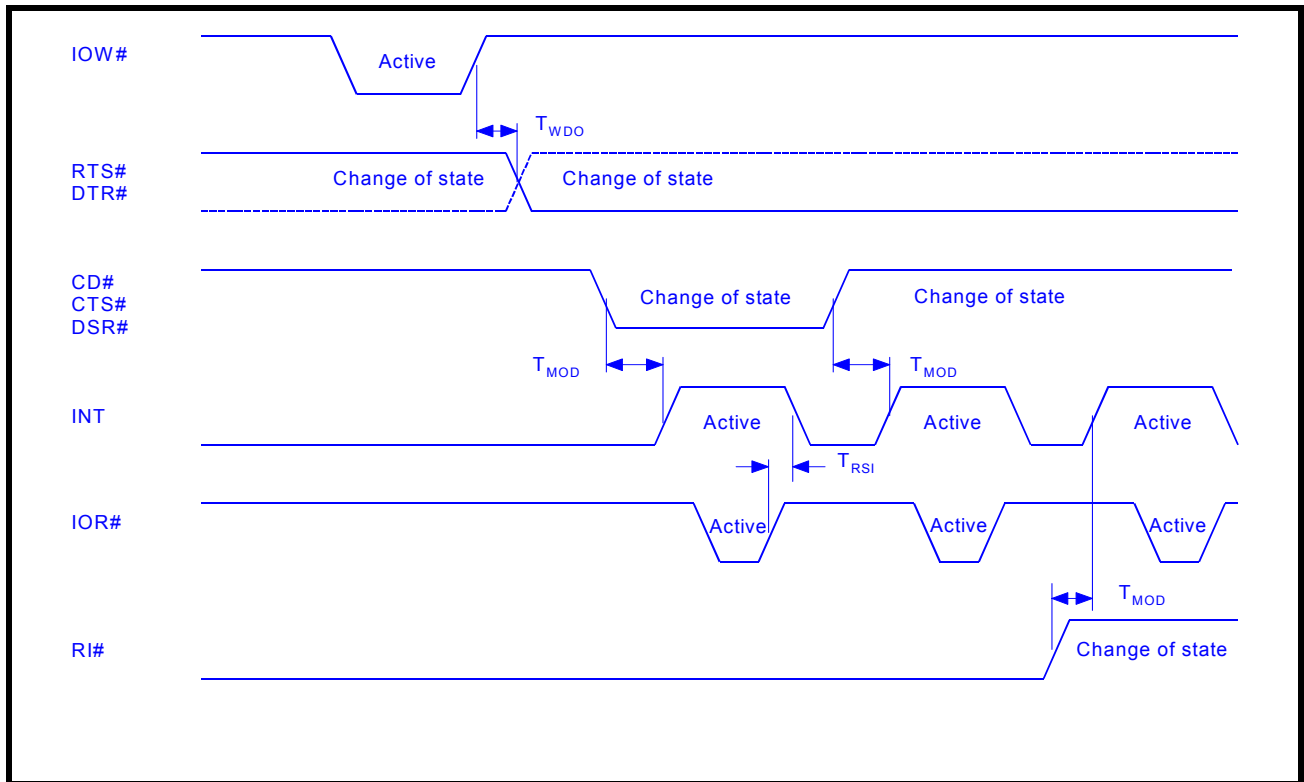 IOW#
Active
TWDO
RTS#
DTR#
Change of state
Change of state
CD#
CTS#
DSR#
Change of state
Change of state
TMOD
TMOD
INT
Active
Active
Active
TRSI
IOR#
Active
Active
Active
TMOD
RI#
Change of state